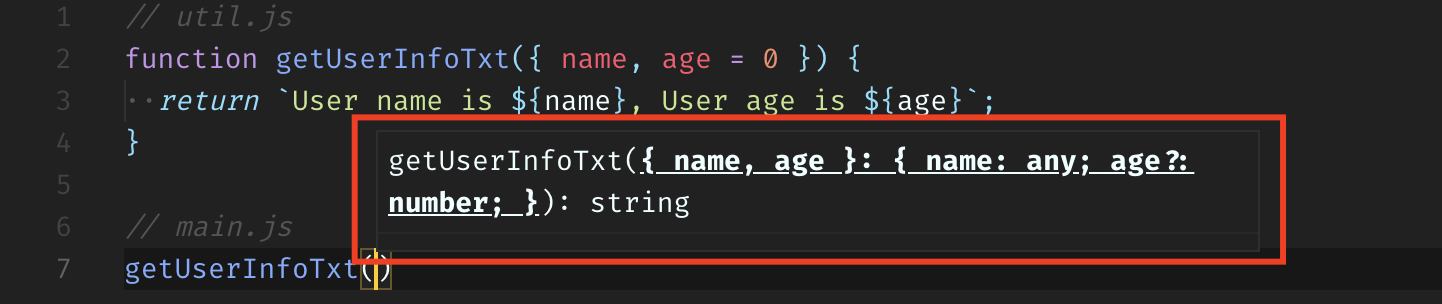 1 // util.js
2 function getUserInfoTxt({ name, age = 0 }) {
3 ··return `User name is ${name}, User age is ${age}`;
4 }
getUserInfoTxt({ name, age }: { name: any; age?:
number; }): string
5
6 // main.js
7 getUserInfoTxt()